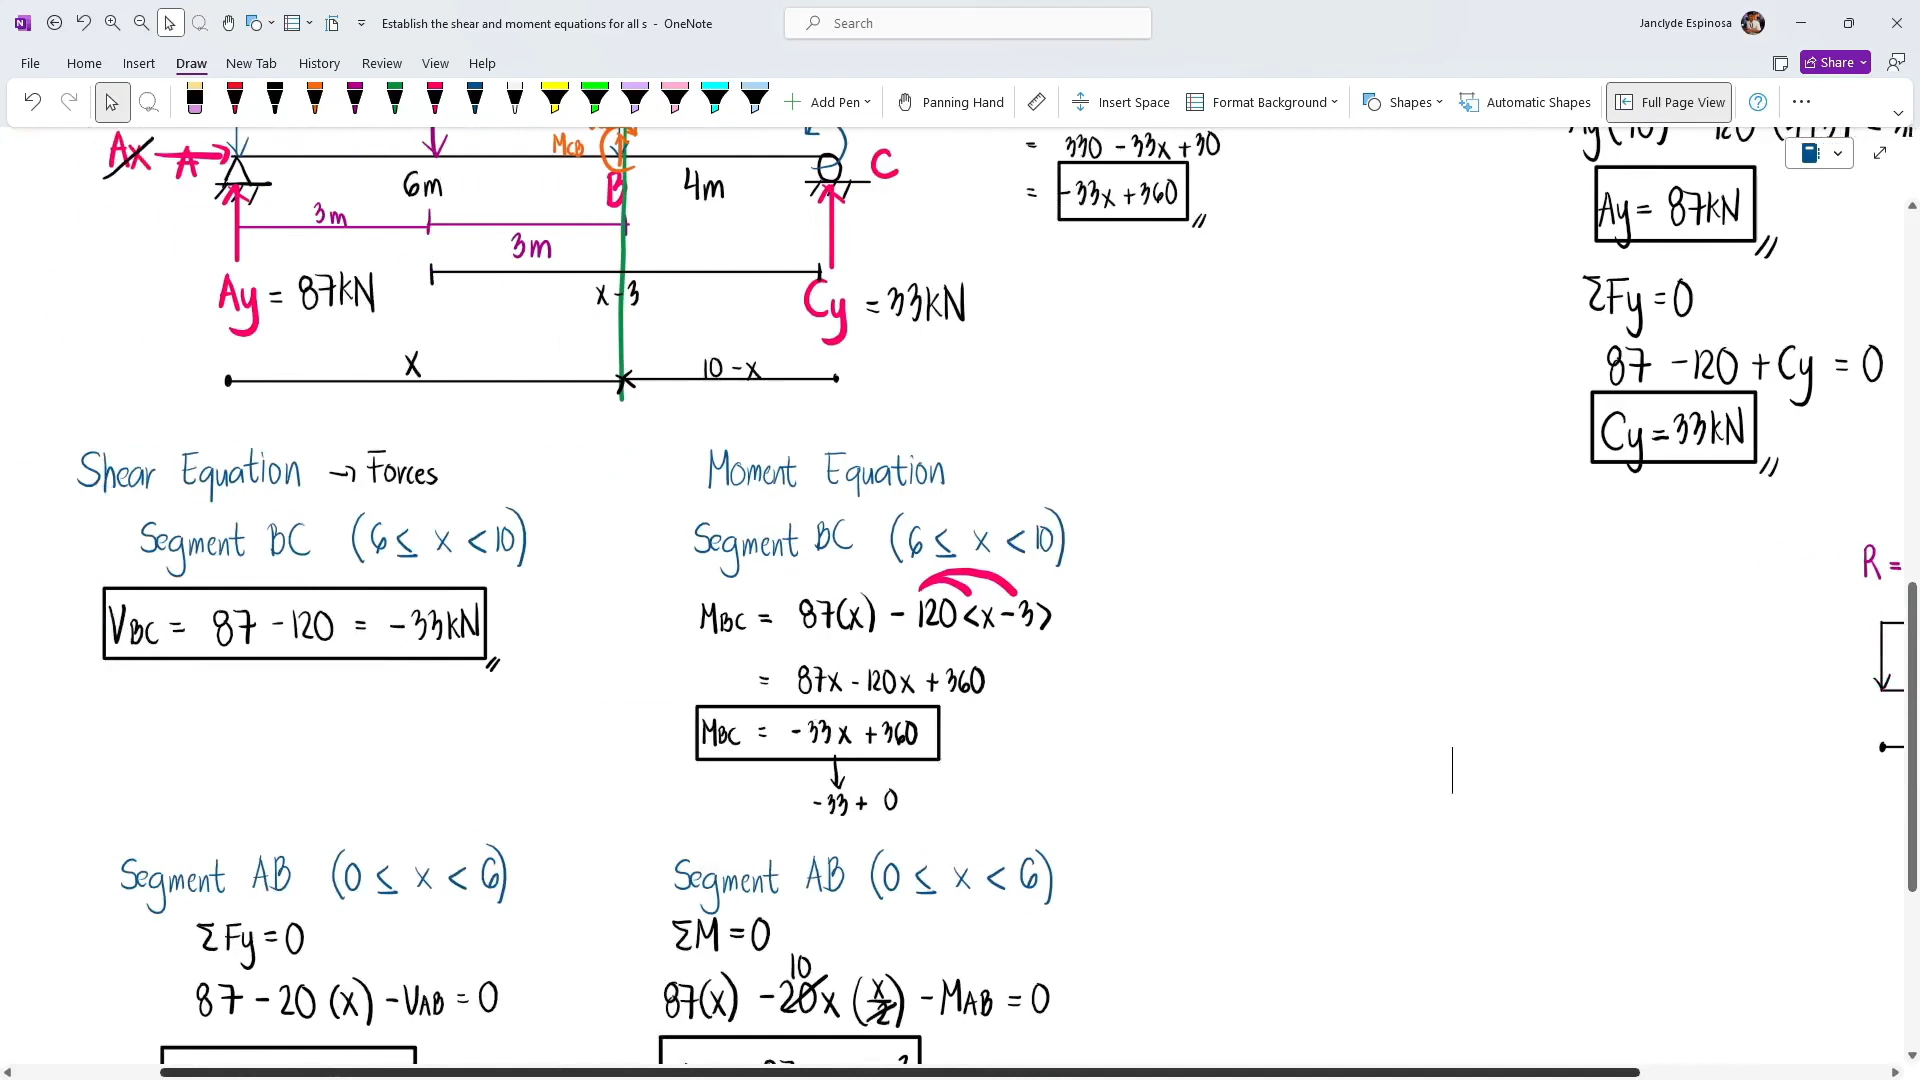 Establish the shear and moment equations for all s - OneNote
Search
Janclyde Espinosa
File Home Insert Draw New Tab History Review View Help
Share
Add Pen
Panning Hand
Insert Space
Format Background
Shapes
Automatic Shapes
Full Page View
Ax
A
MCB
B
C
6m
4m
3m
3m
x-3
Ay = 87kN
Cy = 33kN
x
10-x
= 330 - 33x + 30
= -33x + 360
Ay = 87kN
ΣFy = 0
87 - 120 + Cy = 0
Cy = 33kN
R =
Shear Equation → Forces
Segment BC (6 ≤ x < 10)
VBC = 87 - 120 = -33kN
Moment Equation
Segment BC (6 ≤ x < 10)
MBC = 87(x) - 120<x-3>
= 87x - 120x + 360
MBC = -33x + 360
-33 + 0
Segment AB (0 ≤ x < 6)
ΣFy = 0
87 - 20 (x) - VAB = 0
Segment AB (0 ≤ x < 6)
ΣM = 0
10
87(x) - 20x (x/2) - MAB = 0